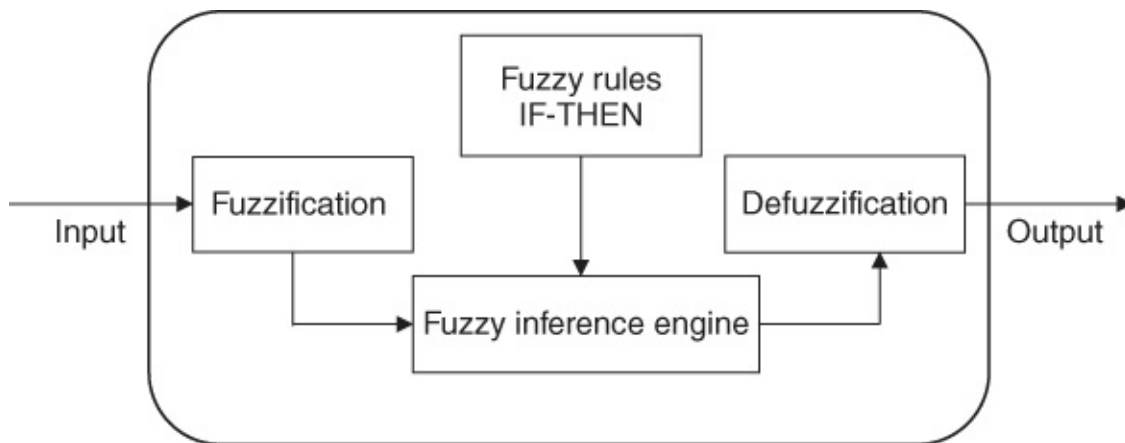 Fuzzy rules
IF-THEN
Fuzzification
Defuzzification
Input
Output
Fuzzy inference engine